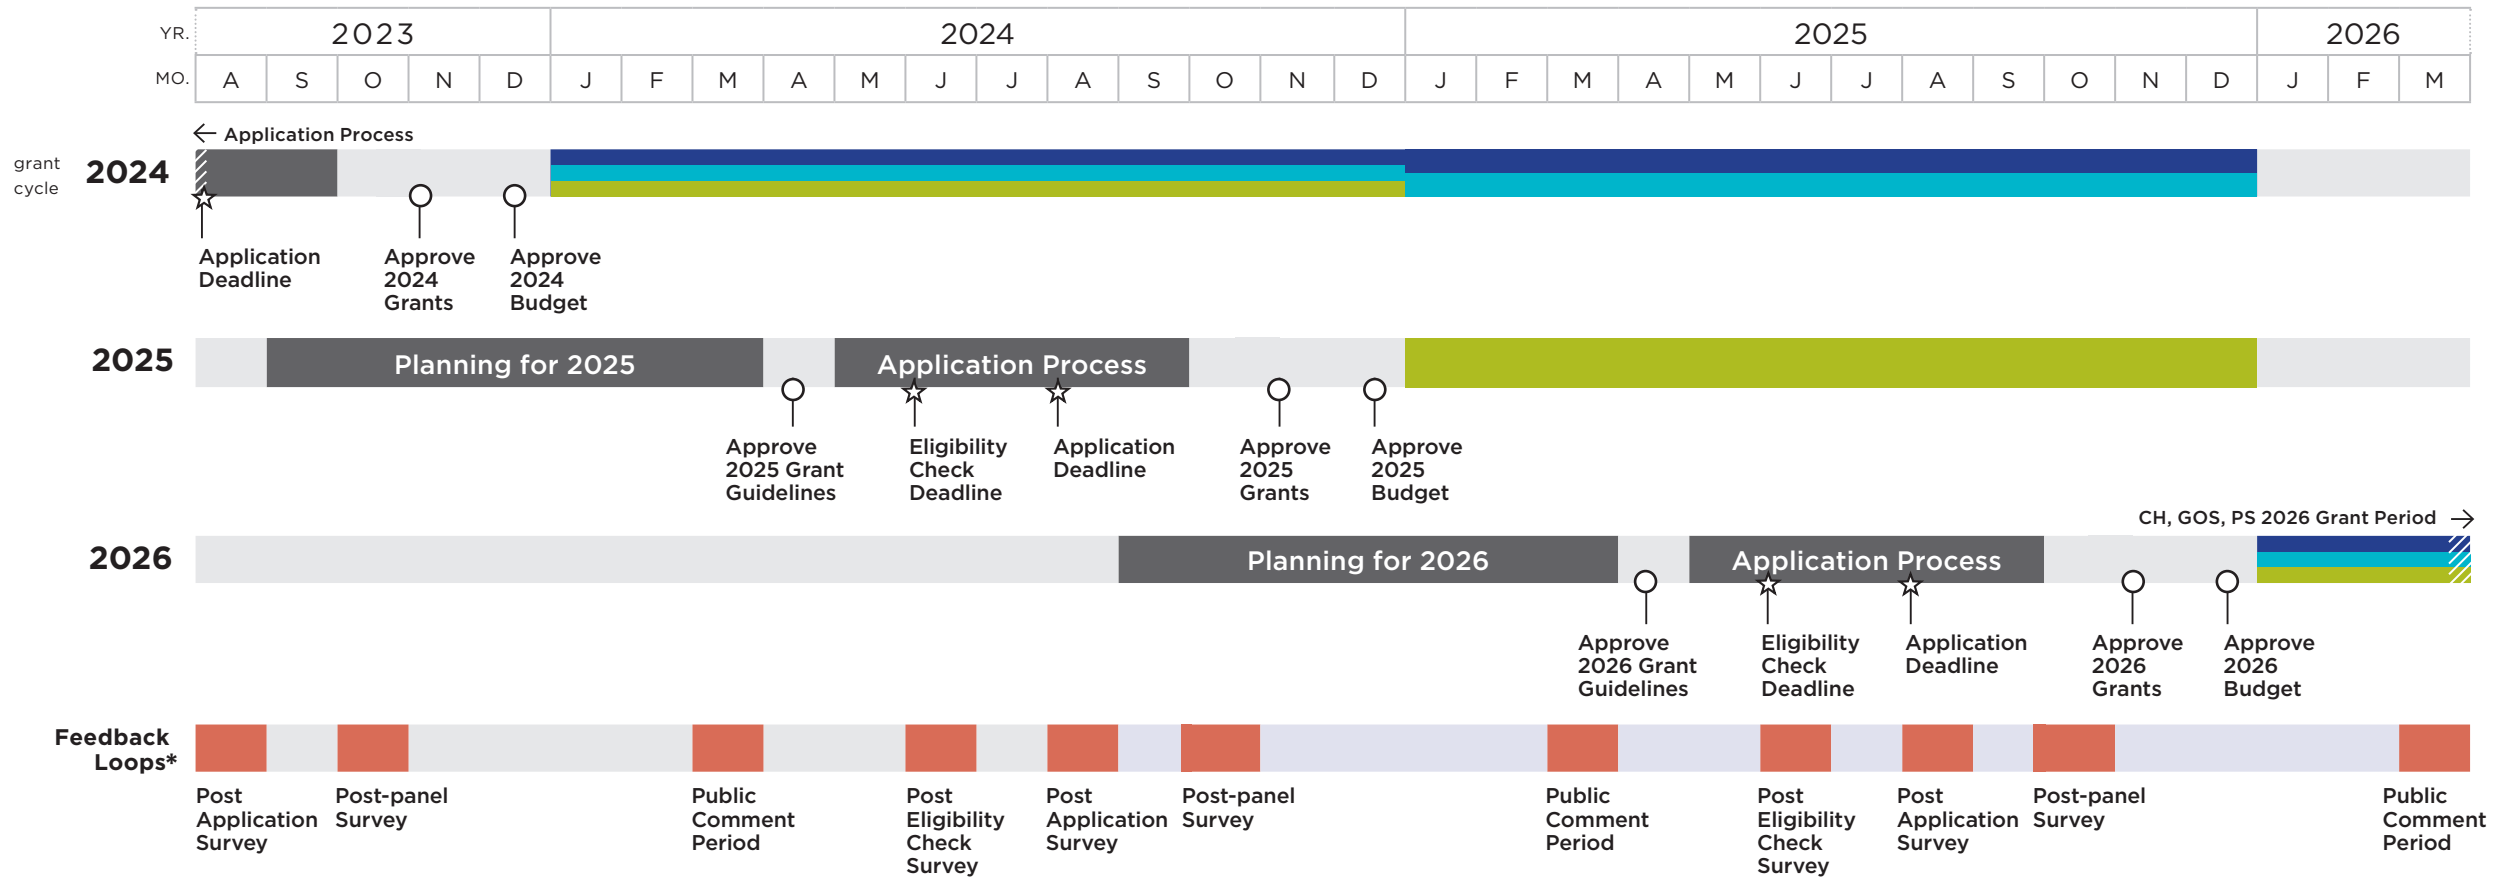 YR. 2023 2024 2025 2026
MO. A S O N D J F M A M J J A S O N D J F M A M J J A S O N D J F M
Application Process
grant
cycle
2024
Application
Deadline
Approve
2024
Grants
Approve
2024
Budget
2025
Planning for 2025
Application Process
Approve
2025 Grant
Guidelines
Eligibility
Check
Deadline
Application
Deadline
Approve
2025
Grants
Approve
2025
Budget
CH, GOS, PS 2026 Grant Period
2026
Planning for 2026
Application Process
Approve
2026 Grant
Guidelines
Eligibility
Check
Deadline
Application
Deadline
Approve
2026
Grants
Approve
2026
Budget
Feedback
Loops*
Post
Application
Survey
Post-panel
Survey
Public
Comment
Period
Post
Eligibility
Check
Survey
Post
Application
Survey
Post-panel
Survey
Public
Comment
Period
Post
Eligibility
Check
Survey
Post
Application
Survey
Post-panel
Survey
Public
Comment
Period